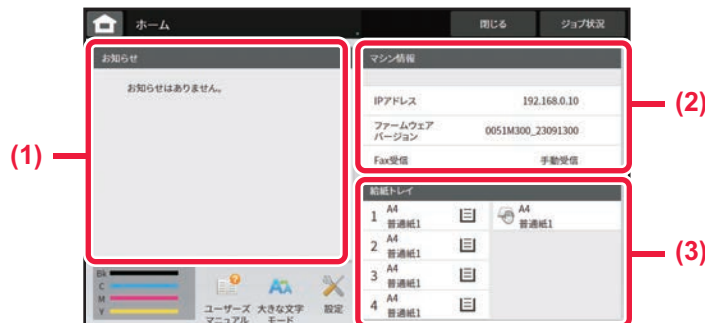 ホーム
閉じる
ジョブ状況
お知らせ
お知らせはありません。
マシン情報
IPアドレス 192.168.0.10
ファームウェア
バージョン
0051M300_23091300
Fax受信 手動受信
給紙トレイ
1 A4
普通紙1
A4
普通紙1
2 A4
普通紙1
3 A4
普通紙1
4 A4
普通紙1
Bk
C
M
Y
ユーザーズ
マニュアル
大きな文字
モード
設定
(1)
(2)
(3)